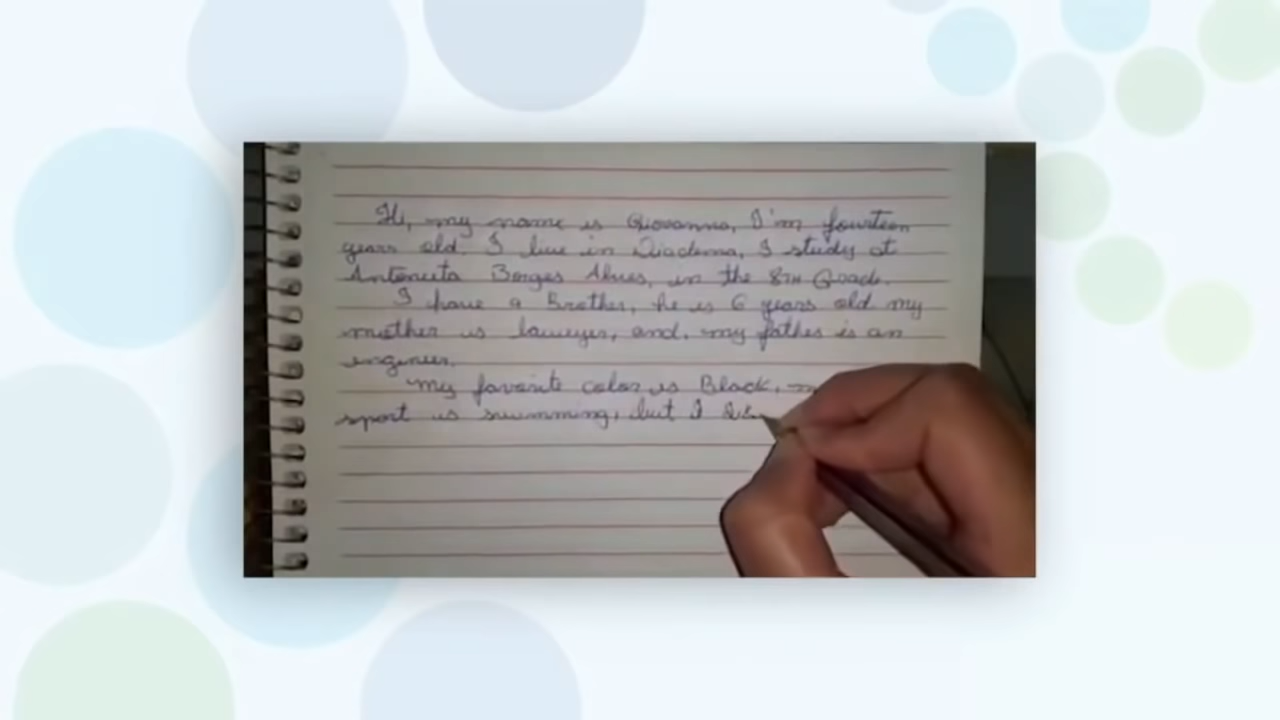 Hi, my name is Giovanna, I'm fourteen
years old. I live in Diadema, I study at
Antonieta Borges Alves, in the 8TH Grade.
I have a Brother, he is 6 years old my
mother is lawyer, and, my father is an
engineer.
My favorite color is Black,
sport is swimming, but I